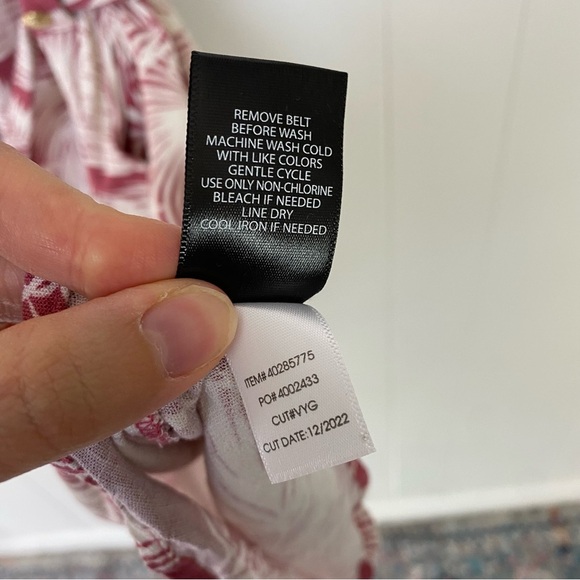 REMOVE BELT
BEFORE WASH
MACHINE WASH COLD
WITH LIKE COLORS
GENTLE CYCLE
USE ONLY NON-CHLORINE
BLEACH IF NEEDED
LINE DRY
COOL IRON IF NEEDED
ITEM# 40285775
PO# 4002433
CUT#VYG
CUT DATE: 12/2022